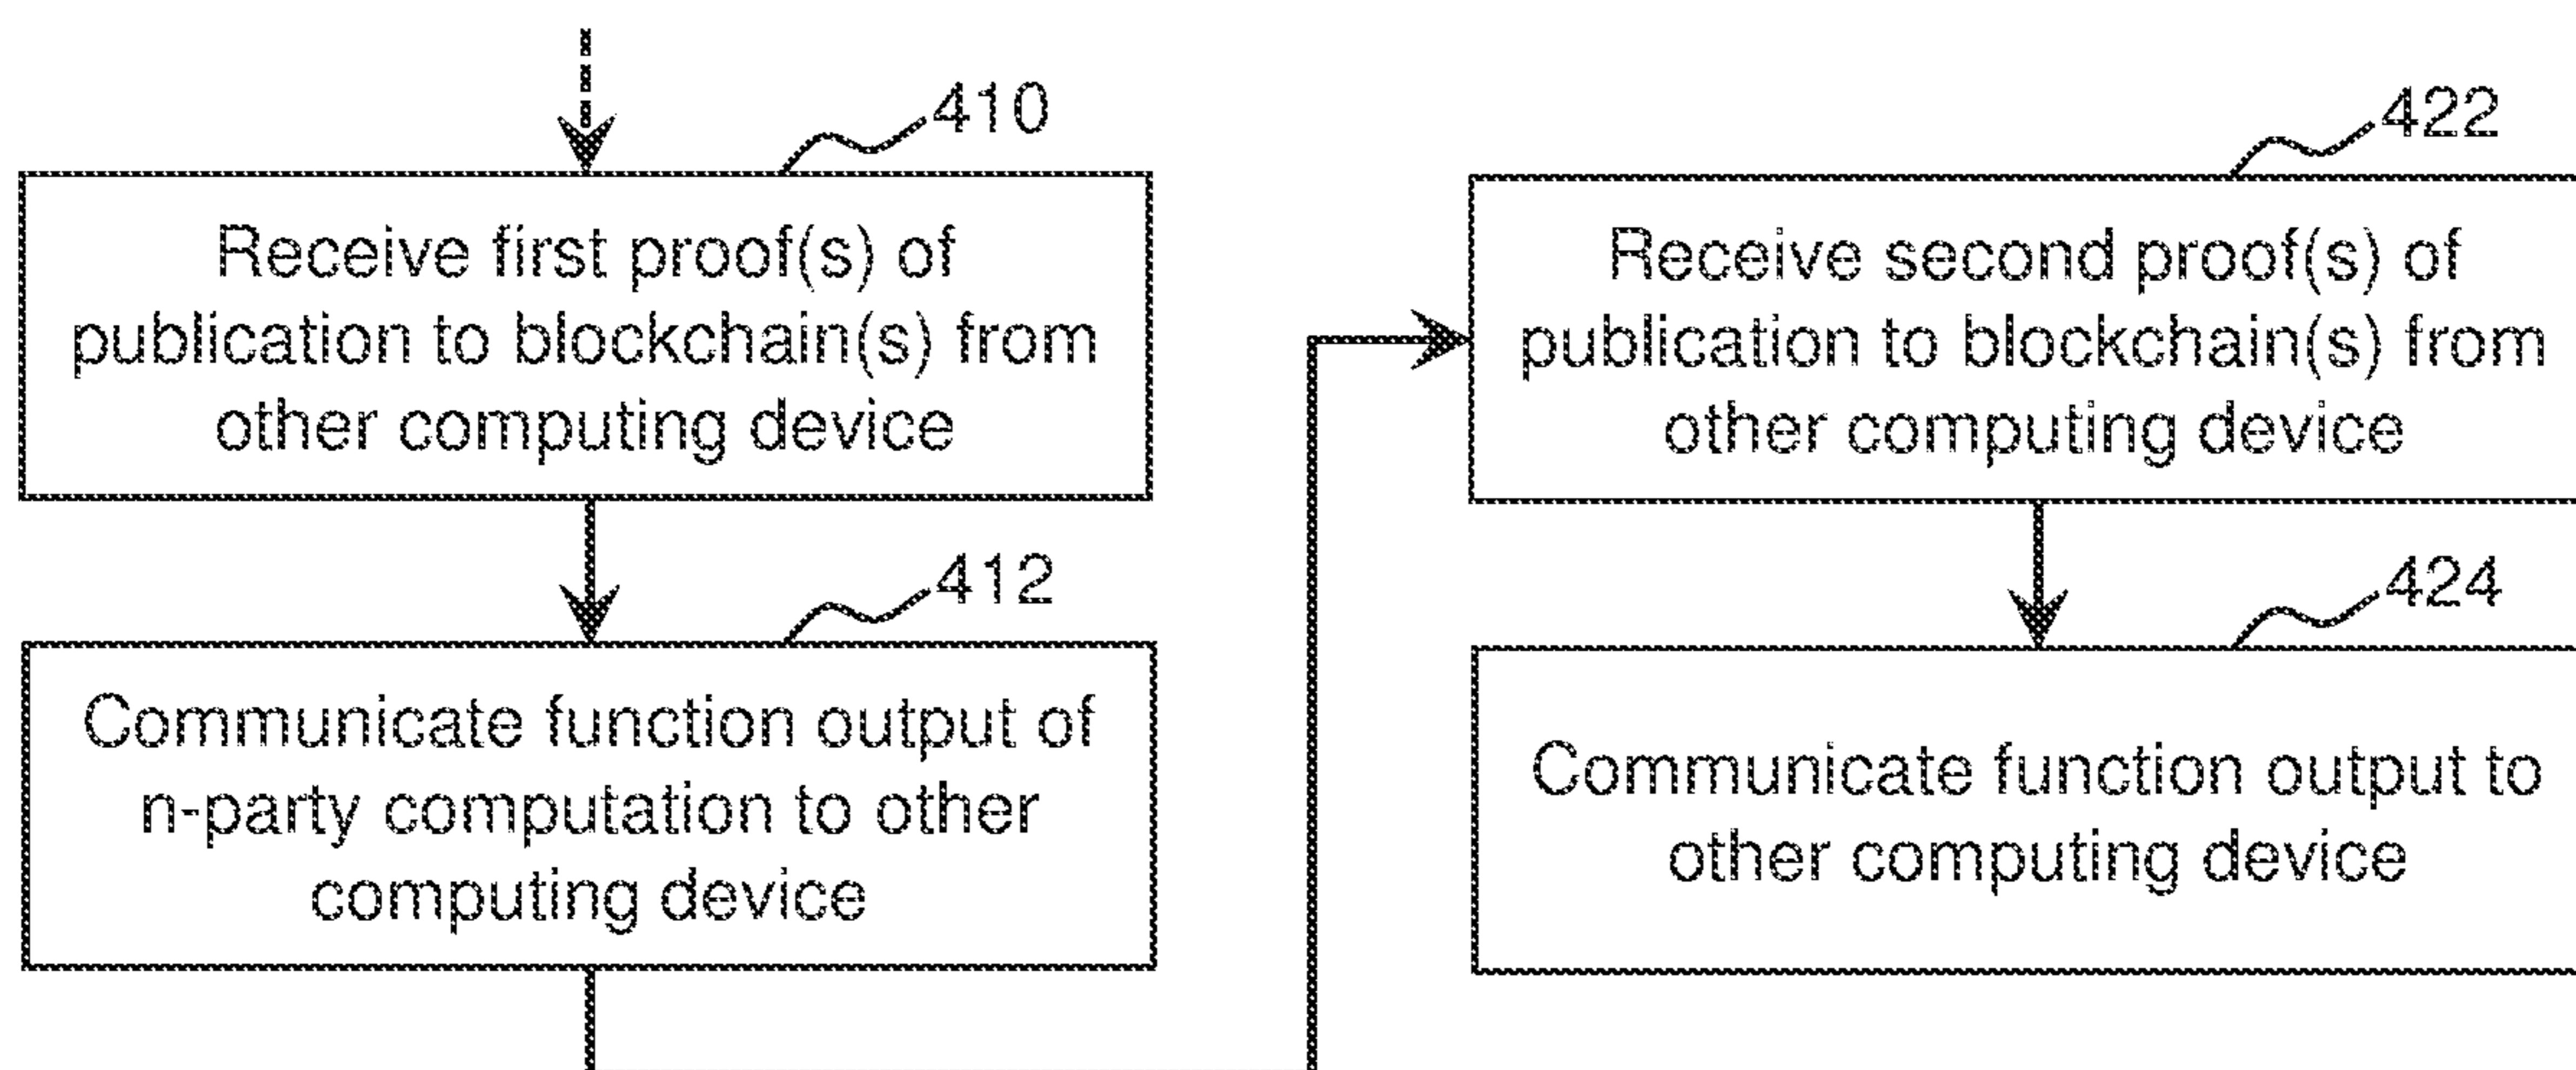 410
Receive first proof(s) of
publication to blockchain(s) from
other computing device
412
Communicate function output of
n-party computation to other
computing device
422
Receive second proof(s) of
publication to blockchain(s) from
other computing device
424
Communicate function output to
other computing device